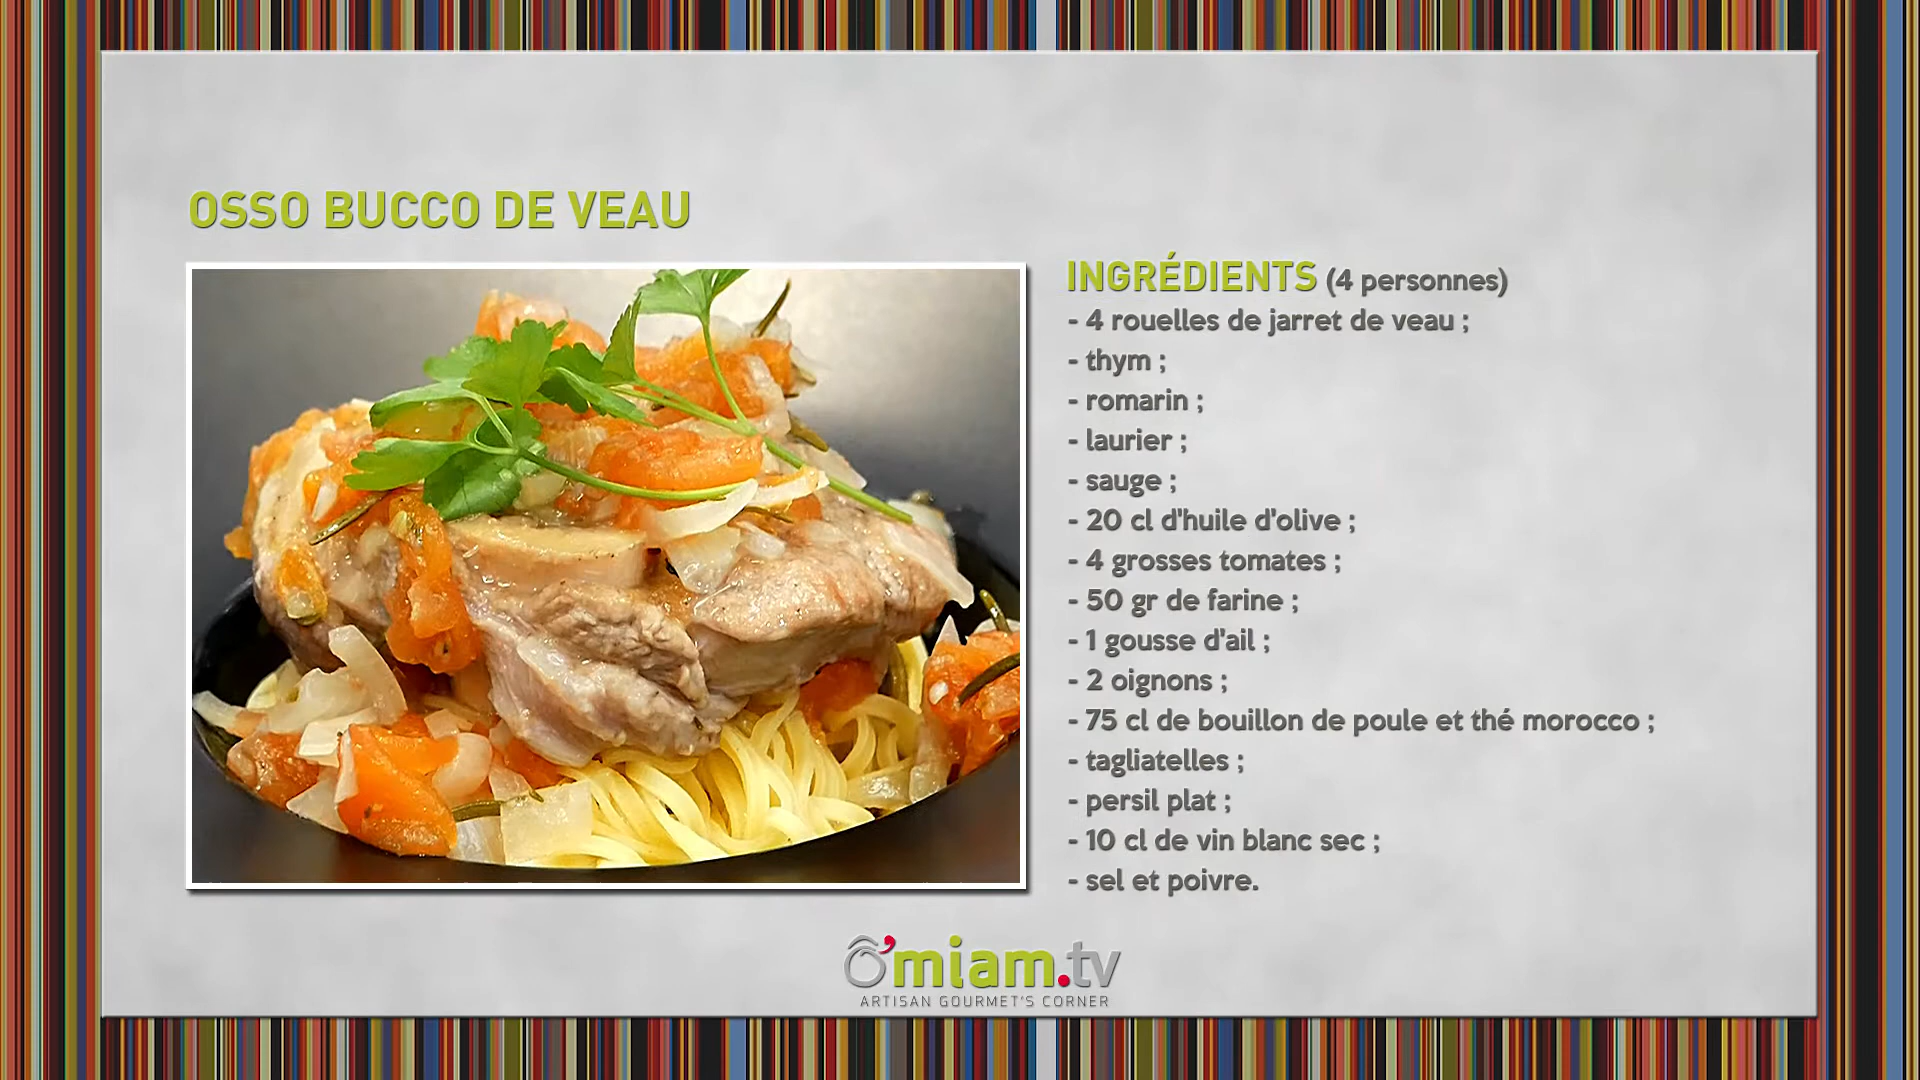 OSSO BUCCO DE VEAU
INGRÉDIENTS (4 personnes)
- 4 rouelles de jarret de veau ;
- thym ;
- romarin ;
- laurier ;
- sauge ;
- 20 cl d'huile d'olive ;
- 4 grosses tomates ;
- 50 gr de farine ;
- 1 gousse d'ail ;
- 2 oignons ;
- 75 cl de bouillon de poule et thé morocco ;
- tagliatelles ;
- persil plat ;
- 10 cl de vin blanc sec ;
- sel et poivre.
Ô'miam.tv
ARTISAN GOURMET'S CORNER